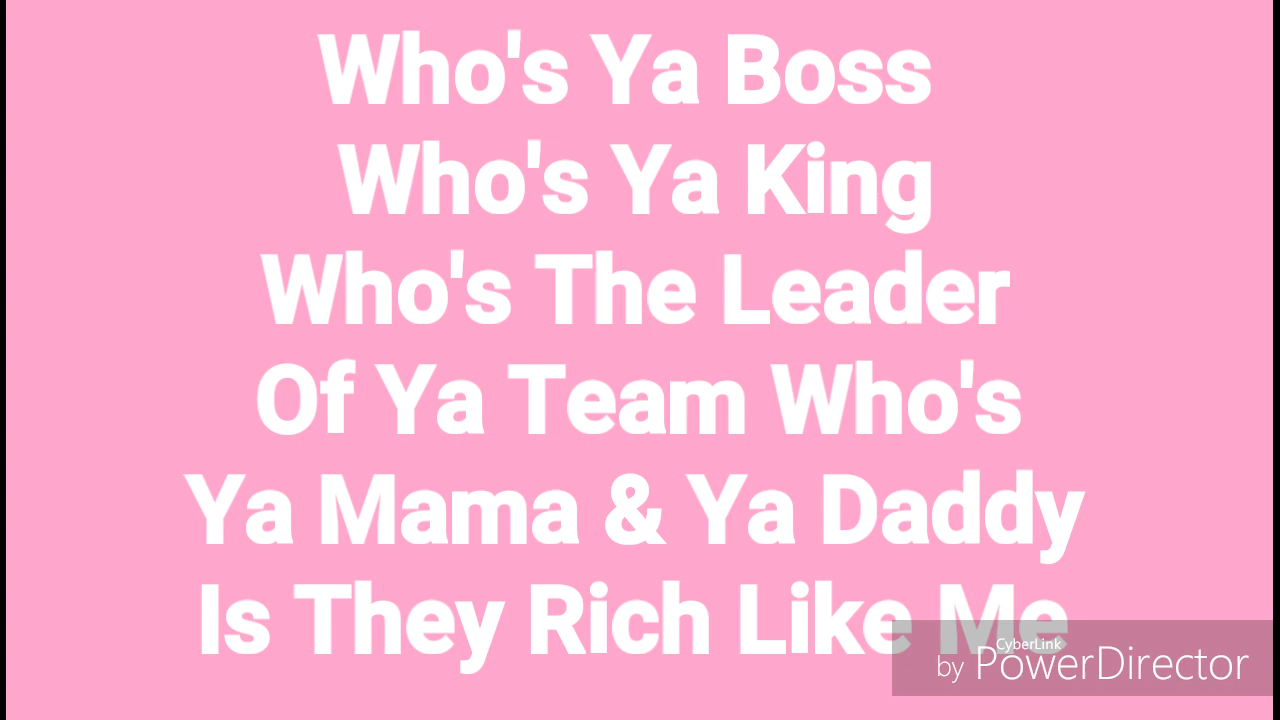 Who's Ya Boss
Who's Ya King
Who's The Leader
Of Ya Team Who's
Ya Mama & Ya Daddy
Is They Rich Like Me
CyberLink
by PowerDirector